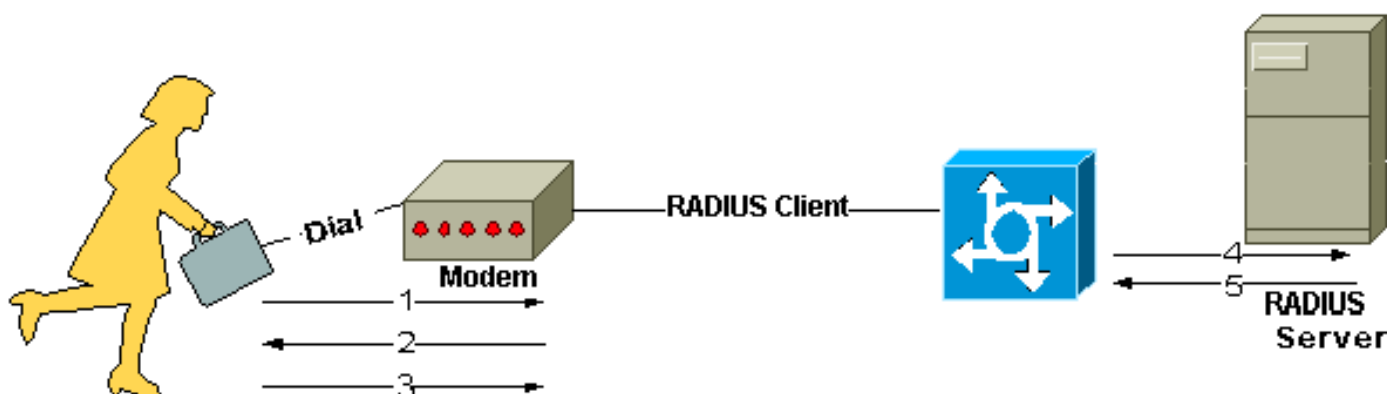 Dial
Modem
RADIUS Client
1
2
3
4
5
RADIUS
Server